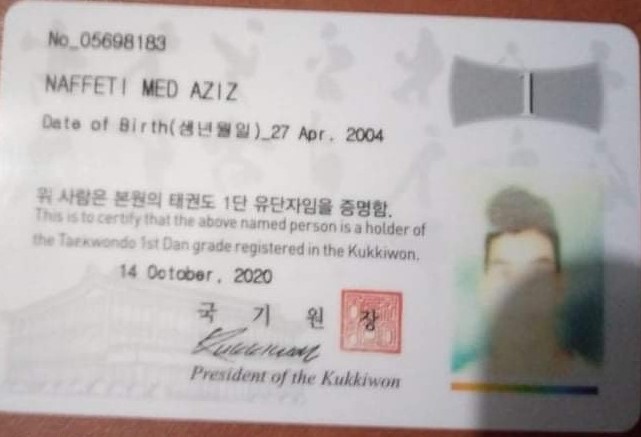 No_05698183
1
NAFFETI MED AZIZ
Date of Birth(생년월일)_27 Apr. 2004
위 사람은 본원의 태권도 1단 유단자임을 증명함.
This is to certify that the above named person is a holder of
the Taekwondo 1st Dan grade registered in the Kukkiwon.
14 October, 2020
국 기 원 장
Kukkiwon
President of the Kukkiwon